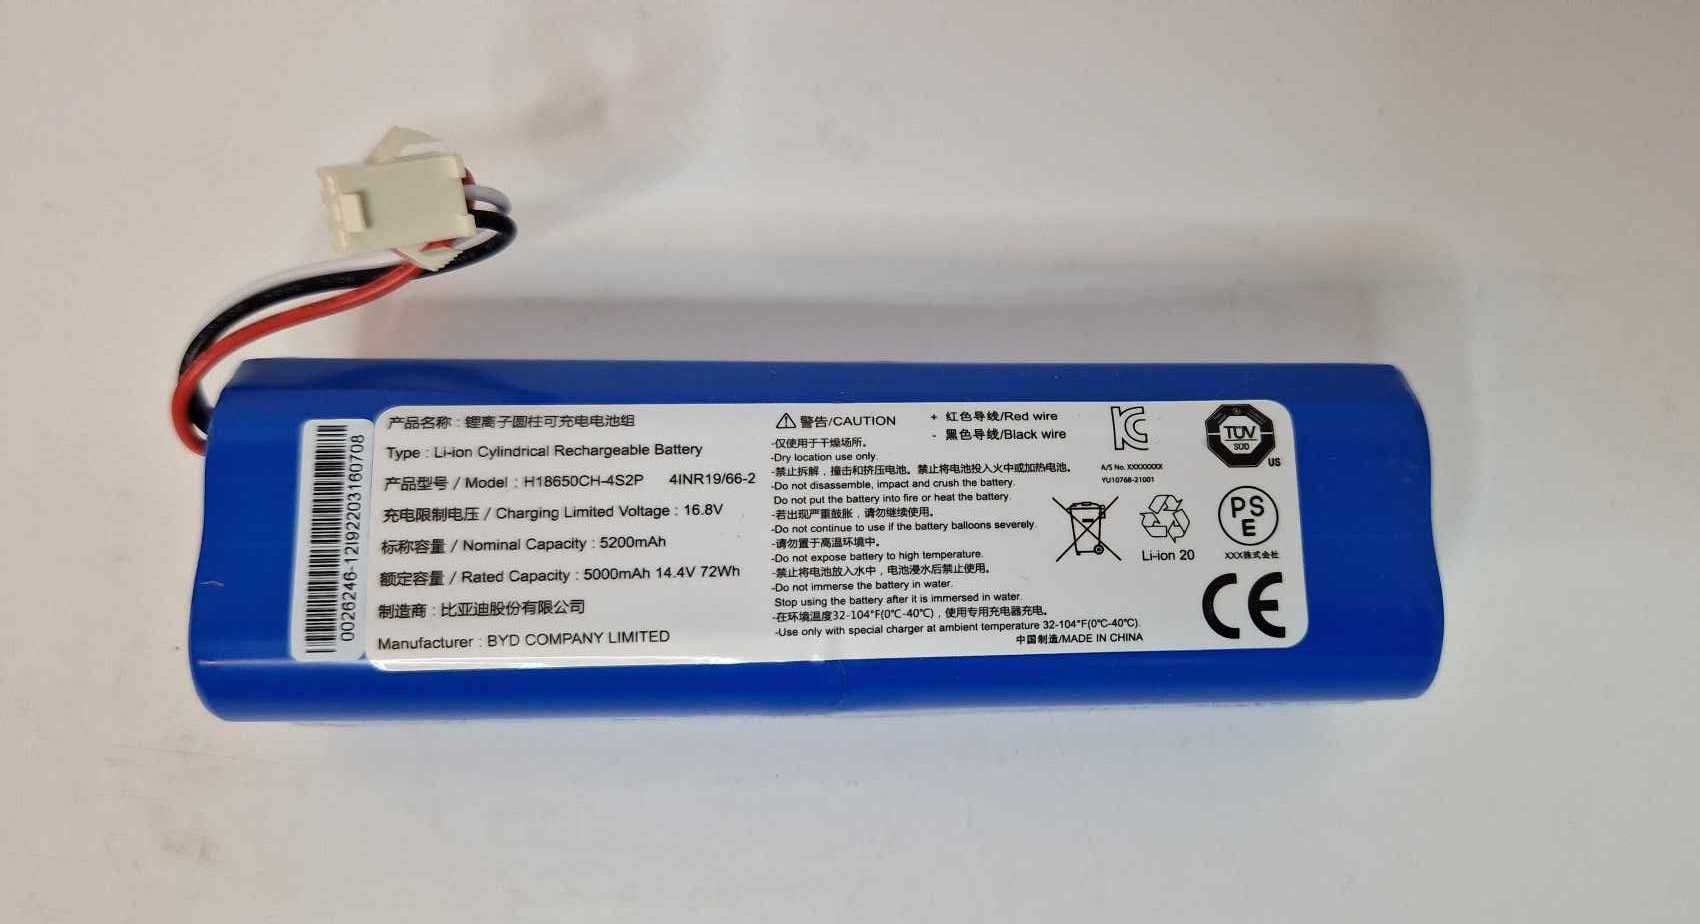 0026246-12I92203160708
产品名称 : 锂离子圆柱可充电电池组
Type : Li-ion Cylindrical Rechargeable Battery
产品型号 / Model : H18650CH-4S2P 4INR19/66-2
充电限制电压 / Charging Limited Voltage : 16.8V
标称容量 / Nominal Capacity : 5200mAh
额定容量 / Rated Capacity : 5000mAh 14.4V 72Wh
制造商 : 比亚迪股份有限公司
Manufacturer : BYD COMPANY LIMITED
警告/CAUTION
+ 红色导线/Red wire
- 黑色导线/Black wire
-仅使用于干燥场所。
-Dry location use only.
-禁止拆解，撞击和挤压电池。禁止将电池投入火中或加热电池。
-Do not disassemble, impact and crush the battery.
Do not put the battery into fire or heat the battery.
-若出现严重鼓胀，请勿继续使用。
-Do not continue to use if the battery balloons severely.
-请勿置于高温环境中。
-Do not expose battery to high temperature.
-禁止将电池放入水中，电池浸水后禁止使用。
-Do not immerse the battery in water.
Stop using the battery after it is immersed in water.
-在环境温度32-104°F(0℃-40℃)，使用专用充电器充电。
-Use only with special charger at ambient temperature 32-104°F(0℃-40℃).
中国制造/MADE IN CHINA
KC
A/S No. XXXXXXXX
YU10768-21001
TÜV
SÜD
US
Li-ion 20
PS
E
XXX株式会社
CE